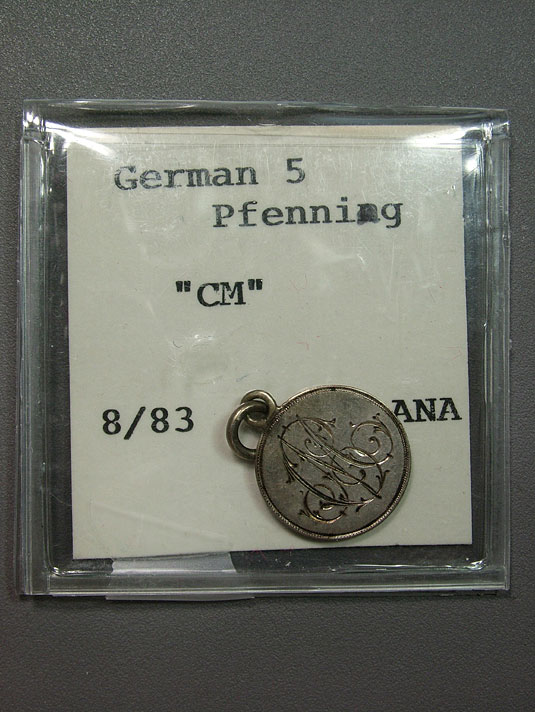 German 5
Pfenning
"CM"
8/83 ANA